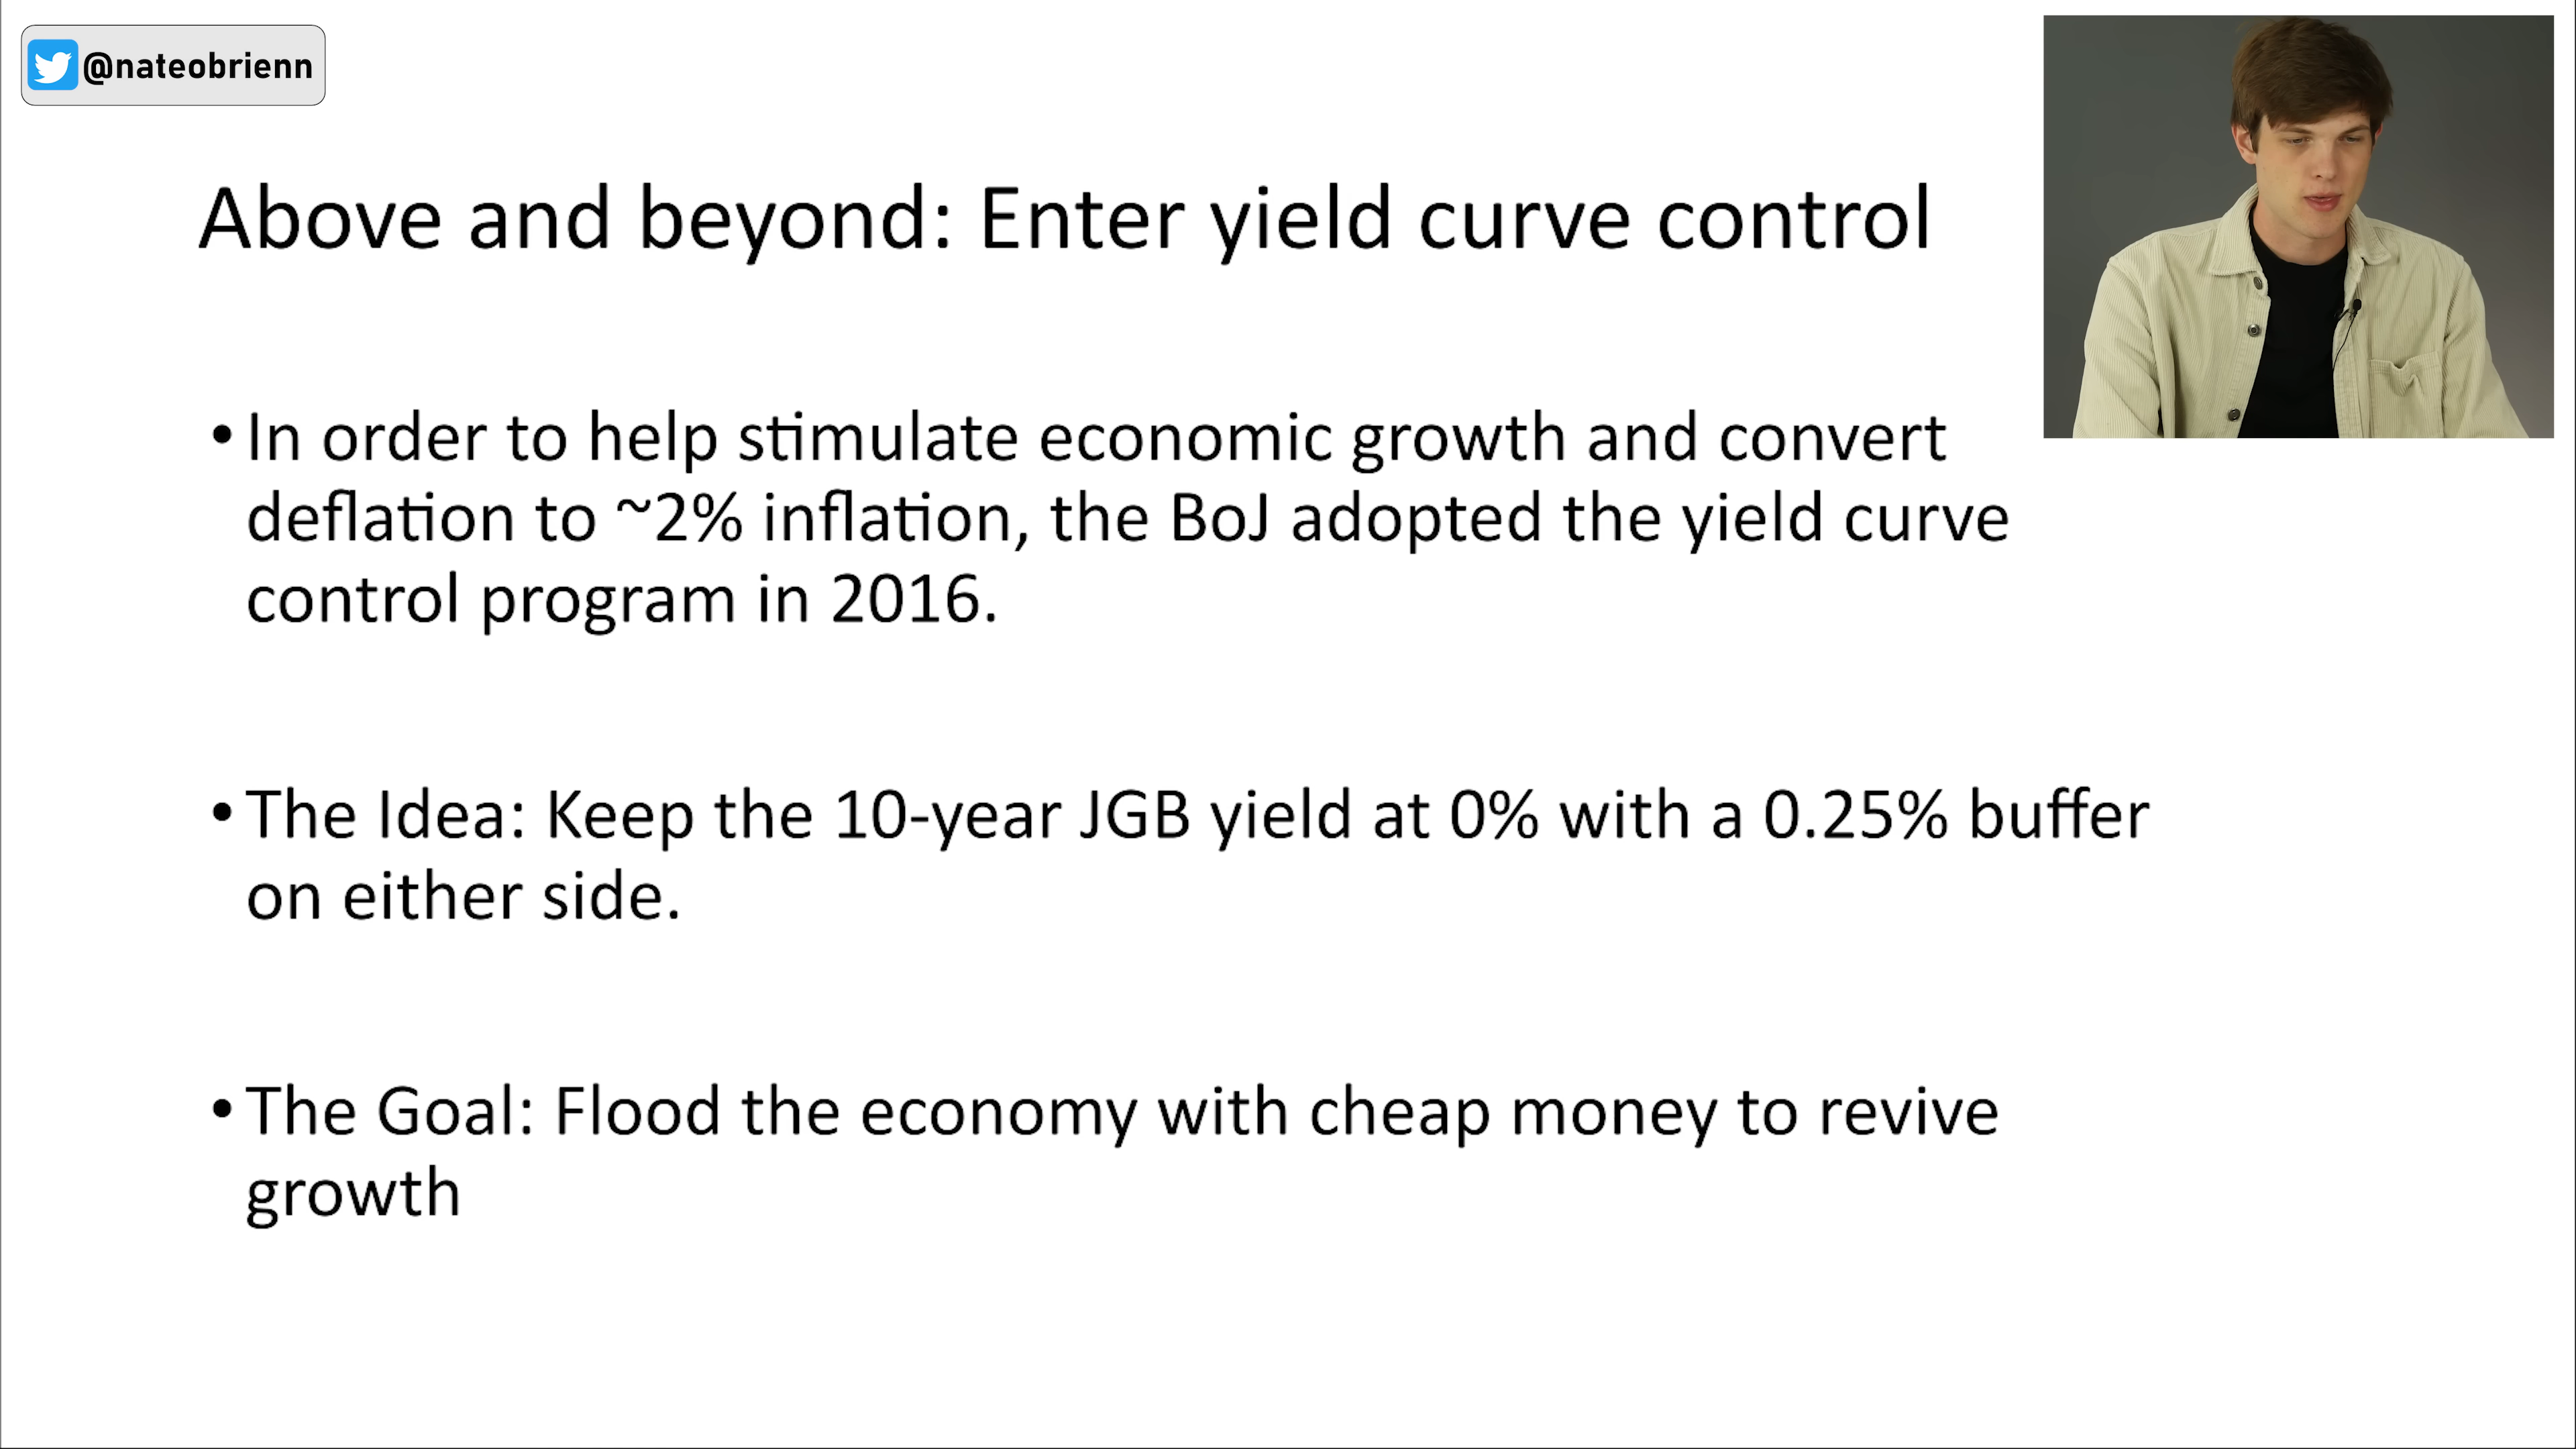 @nateobrienn
Above and beyond: Enter yield curve control
• In order to help stimulate economic growth and convert
deflation to ~2% inflation, the BoJ adopted the yield curve
control program in 2016.
• The Idea: Keep the 10-year JGB yield at 0% with a 0.25% buffer
on either side.
• The Goal: Flood the economy with cheap money to revive
growth